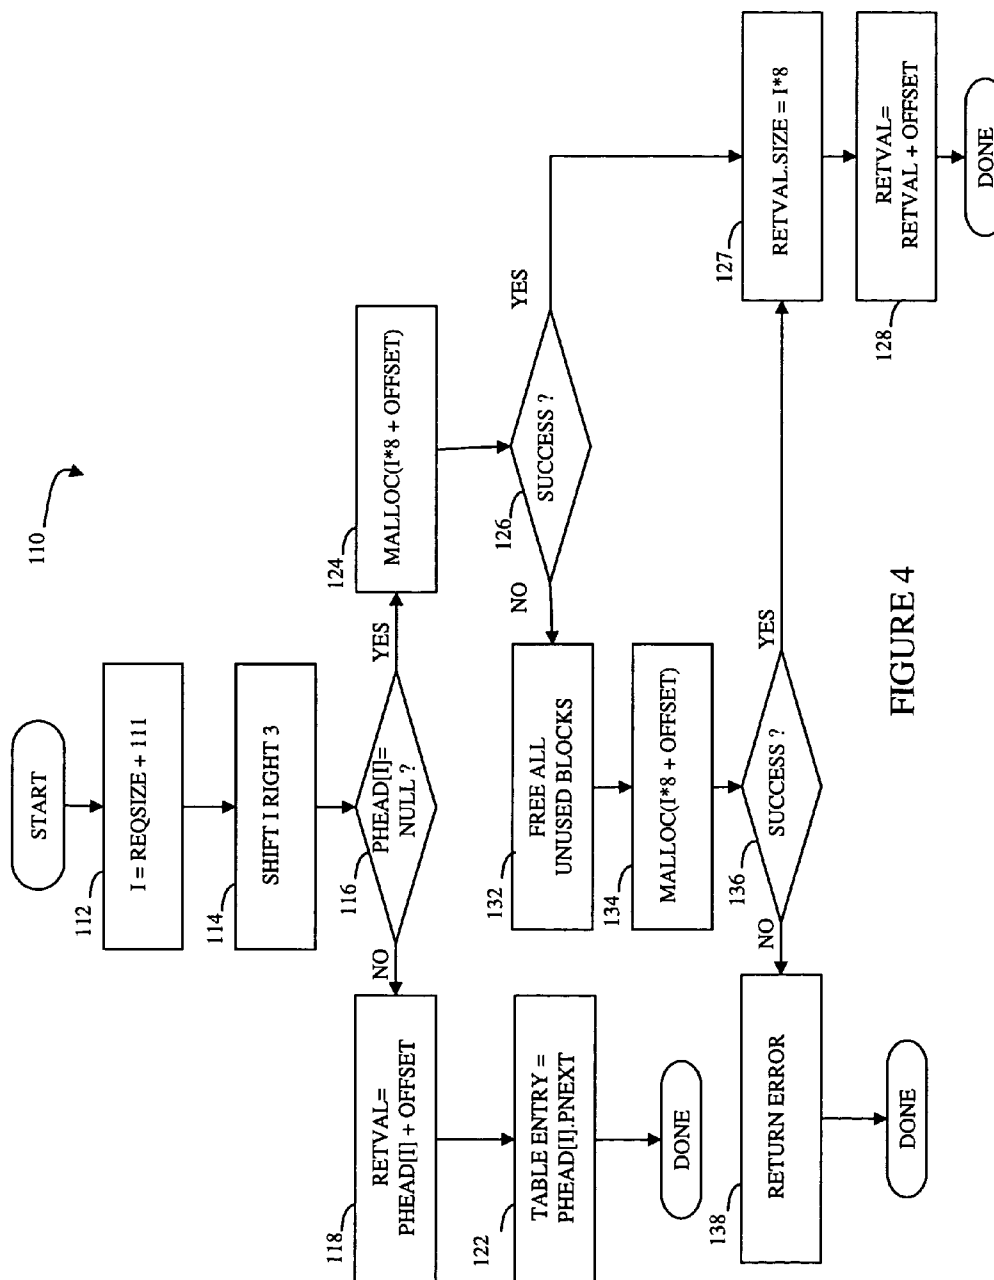 110
START
112
I = REQSIZE + 111
114
SHIFT I RIGHT 3
116
PHEAD[I]=
NULL ?
NO
YES
118
RETVAL=
PHEAD[I] + OFFSET
122
TABLE ENTRY =
PHEAD[I].PNEXT
DONE
124
MALLOC(I*8 + OFFSET)
126
SUCCESS ?
NO
YES
132
FREE ALL
UNUSED BLOCKS
134
MALLOC(I*8 + OFFSET)
136
SUCCESS ?
NO
YES
138
RETURN ERROR
DONE
127
RETVAL.SIZE = I*8
128
RETVAL=
RETVAL + OFFSET
DONE
FIGURE 4